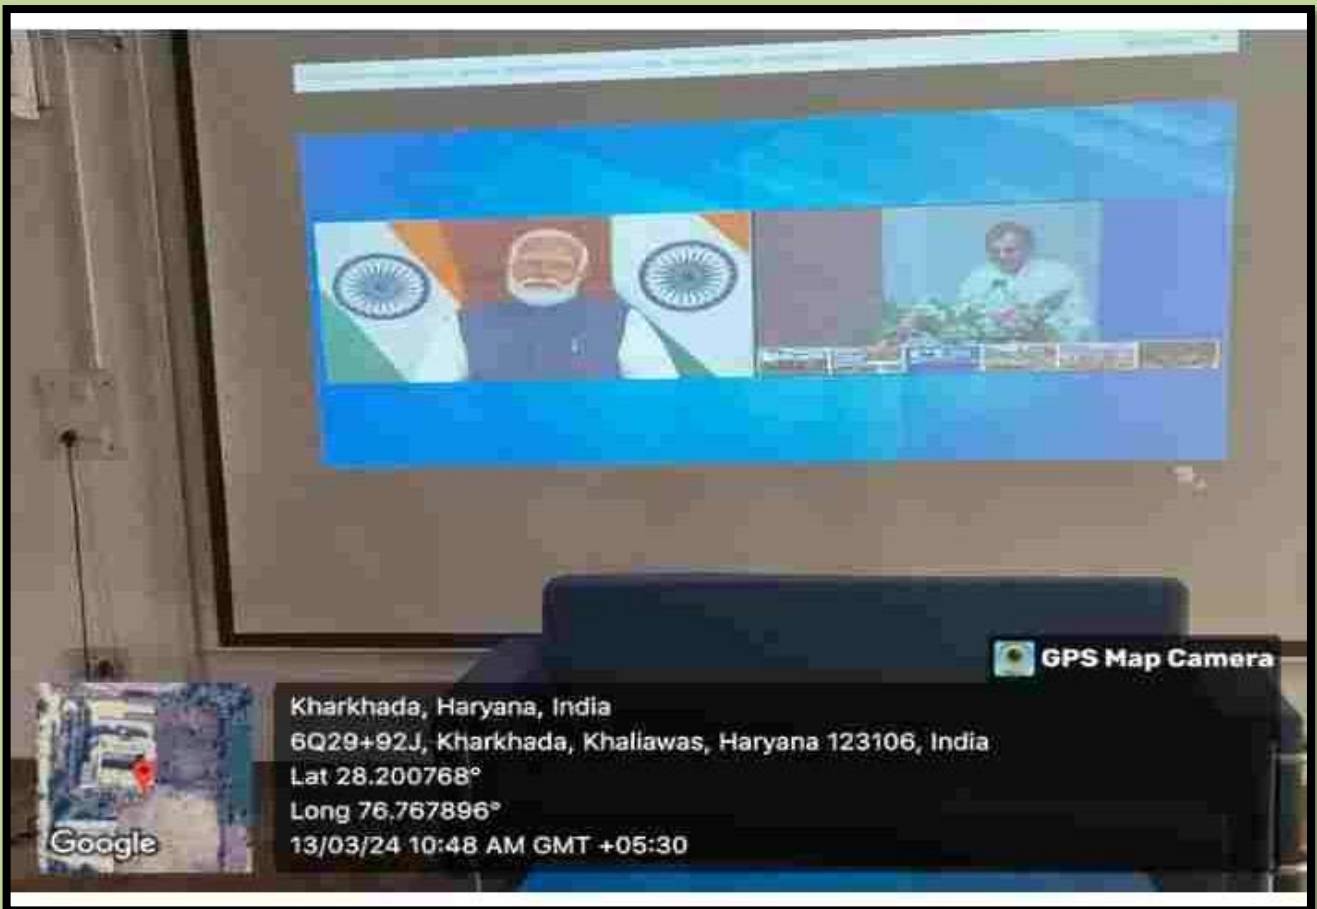 GPS Map Camera
Kharkhada, Haryana, India
6Q29+92J, Kharkhada, Khaliawas, Haryana 123106, India
Lat 28.200768°
Long 76.767896°
13/03/24 10:48 AM GMT +05:30
Google